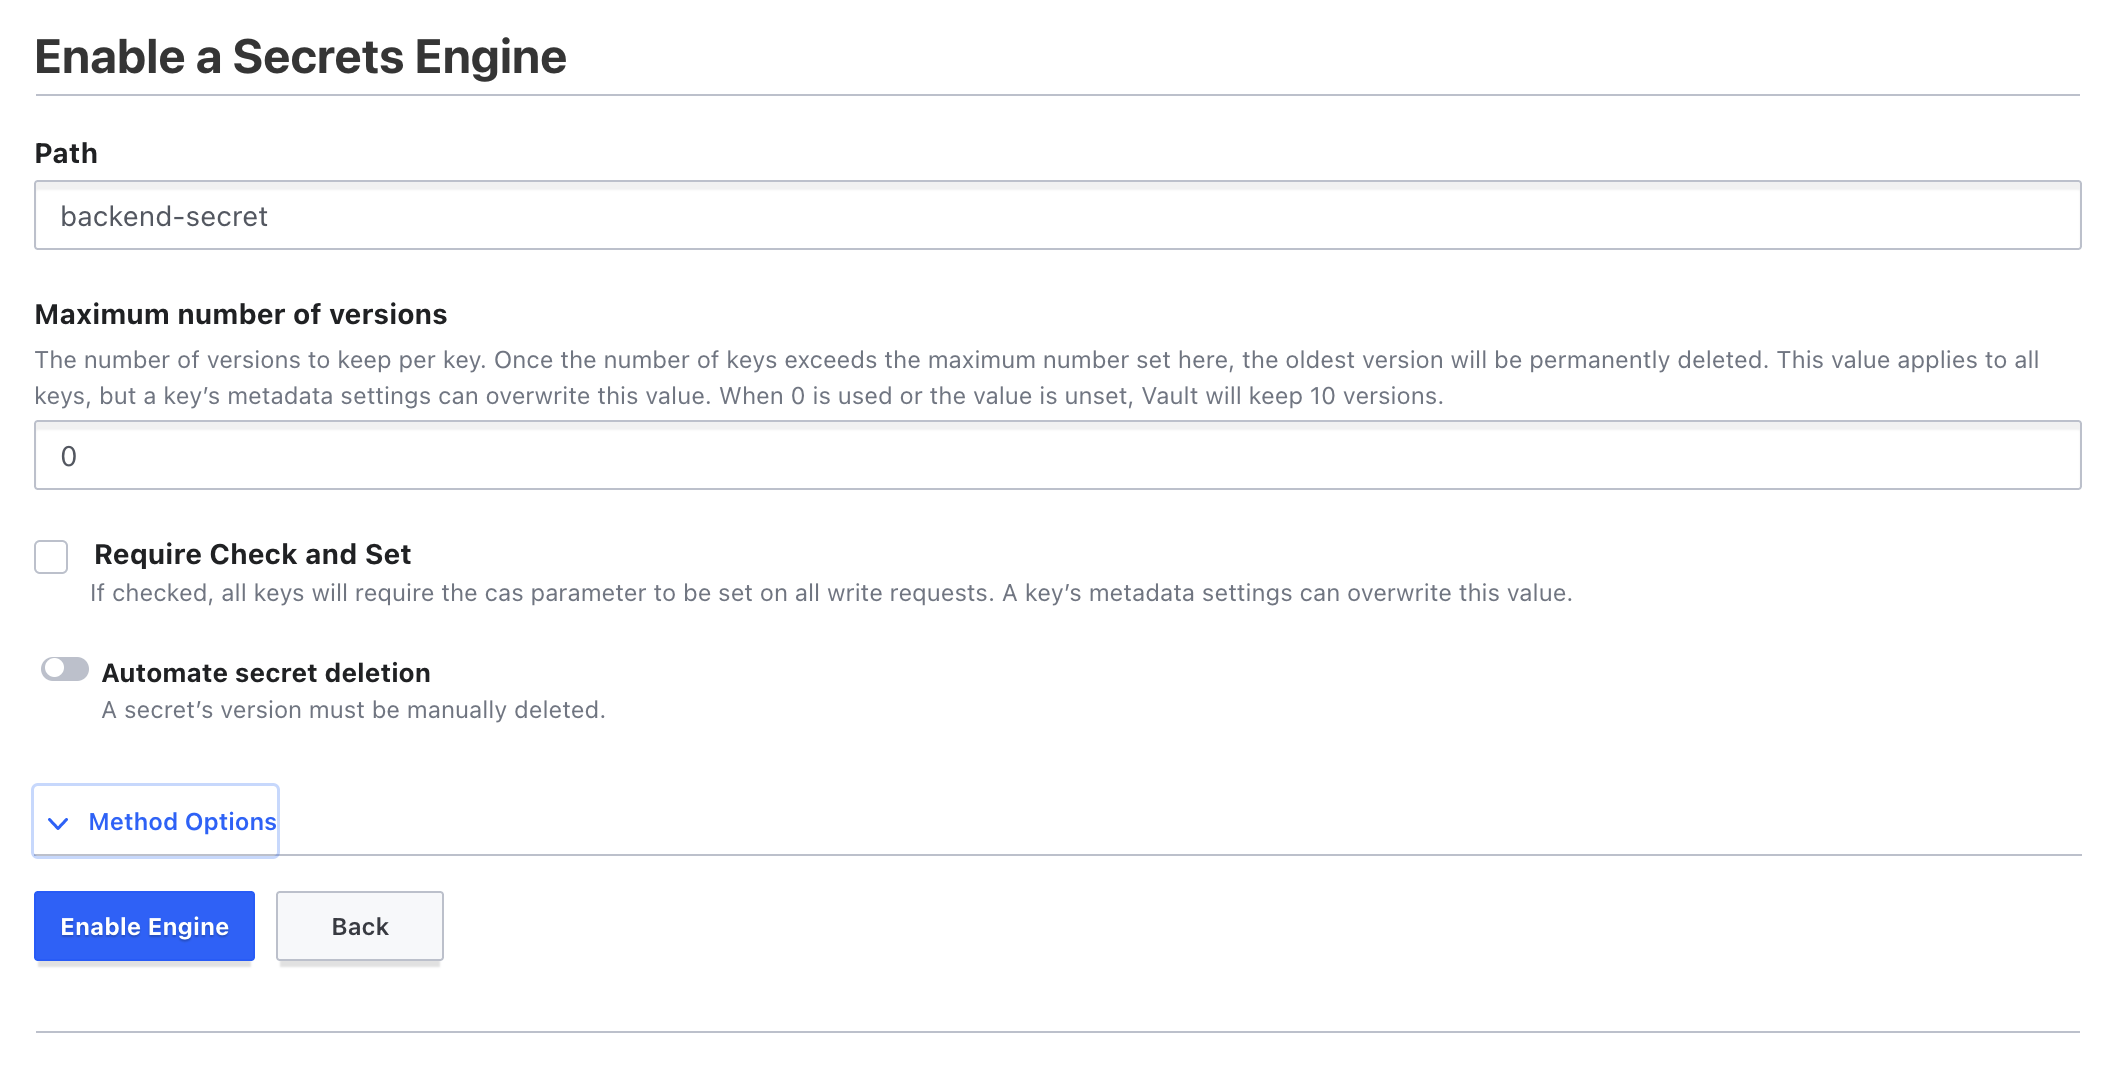 Enable a Secrets Engine
Path
backend-secret
Maximum number of versions
The number of versions to keep per key. Once the number of keys exceeds the maximum number set here, the oldest version will be permanently deleted. This value applies to all
keys, but a key’s metadata settings can overwrite this value. When 0 is used or the value is unset, Vault will keep 10 versions.
0
Require Check and Set
If checked, all keys will require the cas parameter to be set on all write requests. A key’s metadata settings can overwrite this value.
Automate secret deletion
A secret’s version must be manually deleted.
Method Options
Enable Engine Back